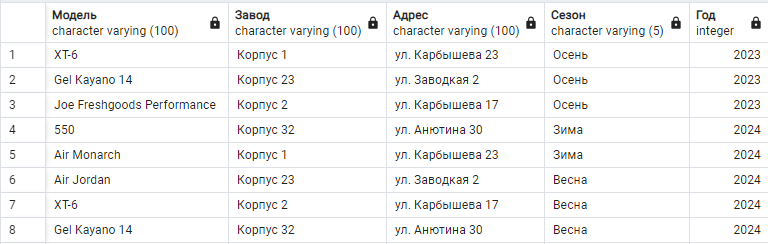 Модель Завод Адрес Сезон Год
character varying (100) character varying (100) character varying (100) character varying (5) integer
1 XT-6 Корпус 1 ул. Карбышева 23 Осень 2023
2 Gel Kayano 14 Корпус 23 ул. Заводкая 2 Осень 2023
3 Joe Freshgoods Performance Корпус 2 ул. Карбышева 17 Осень 2023
4 550 Корпус 32 ул. Анютина 30 Зима 2024
5 Air Monarch Корпус 1 ул. Карбышева 23 Зима 2024
6 Air Jordan Корпус 23 ул. Заводкая 2 Весна 2024
7 XT-6 Корпус 2 ул. Карбышева 17 Весна 2024
8 Gel Kayano 14 Корпус 32 ул. Анютина 30 Весна 2024